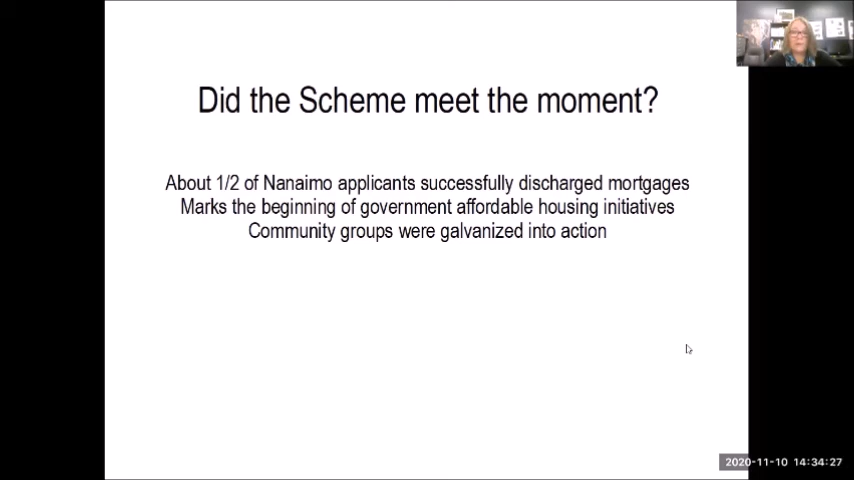 Did the Scheme meet the moment?
About 1/2 of Nanaimo applicants successfully discharged mortgages
Marks the beginning of government affordable housing initiatives
Community groups were galvanized into action
2020-11-10 14:34:27